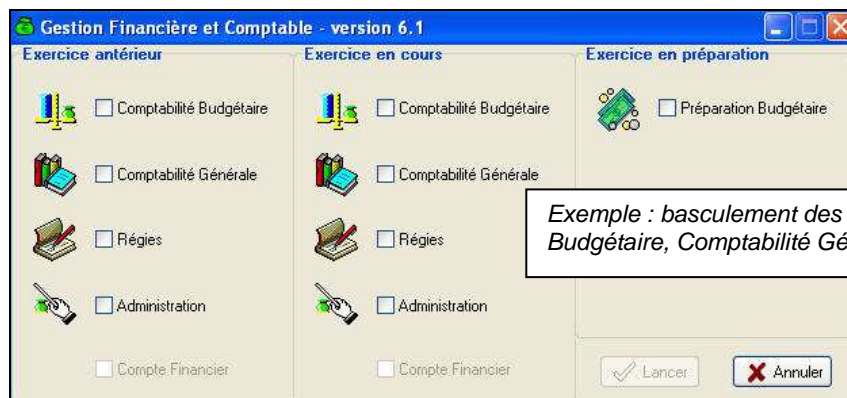 Gestion Financière et Comptable - version 6.1
Exercice antérieur
Comptabilité Budgétaire
Comptabilité Générale
Régies
Administration
Compte Financier
Exercice en cours
Comptabilité Budgétaire
Comptabilité Générale
Régies
Administration
Compte Financier
Exercice en préparation
Préparation Budgétaire
Exemple : basculement des
Budgétaire, Comptabilité Gé
Lancer
Annuler